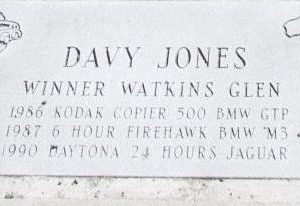 DAVY JONES
WINNER WATKINS GLEN
1986 KODAK COPIER 500 BMW GTP
1987 6 HOUR FIREHAWK BMW M3
1990 DAYTONA 24 HOURS JAGUAR